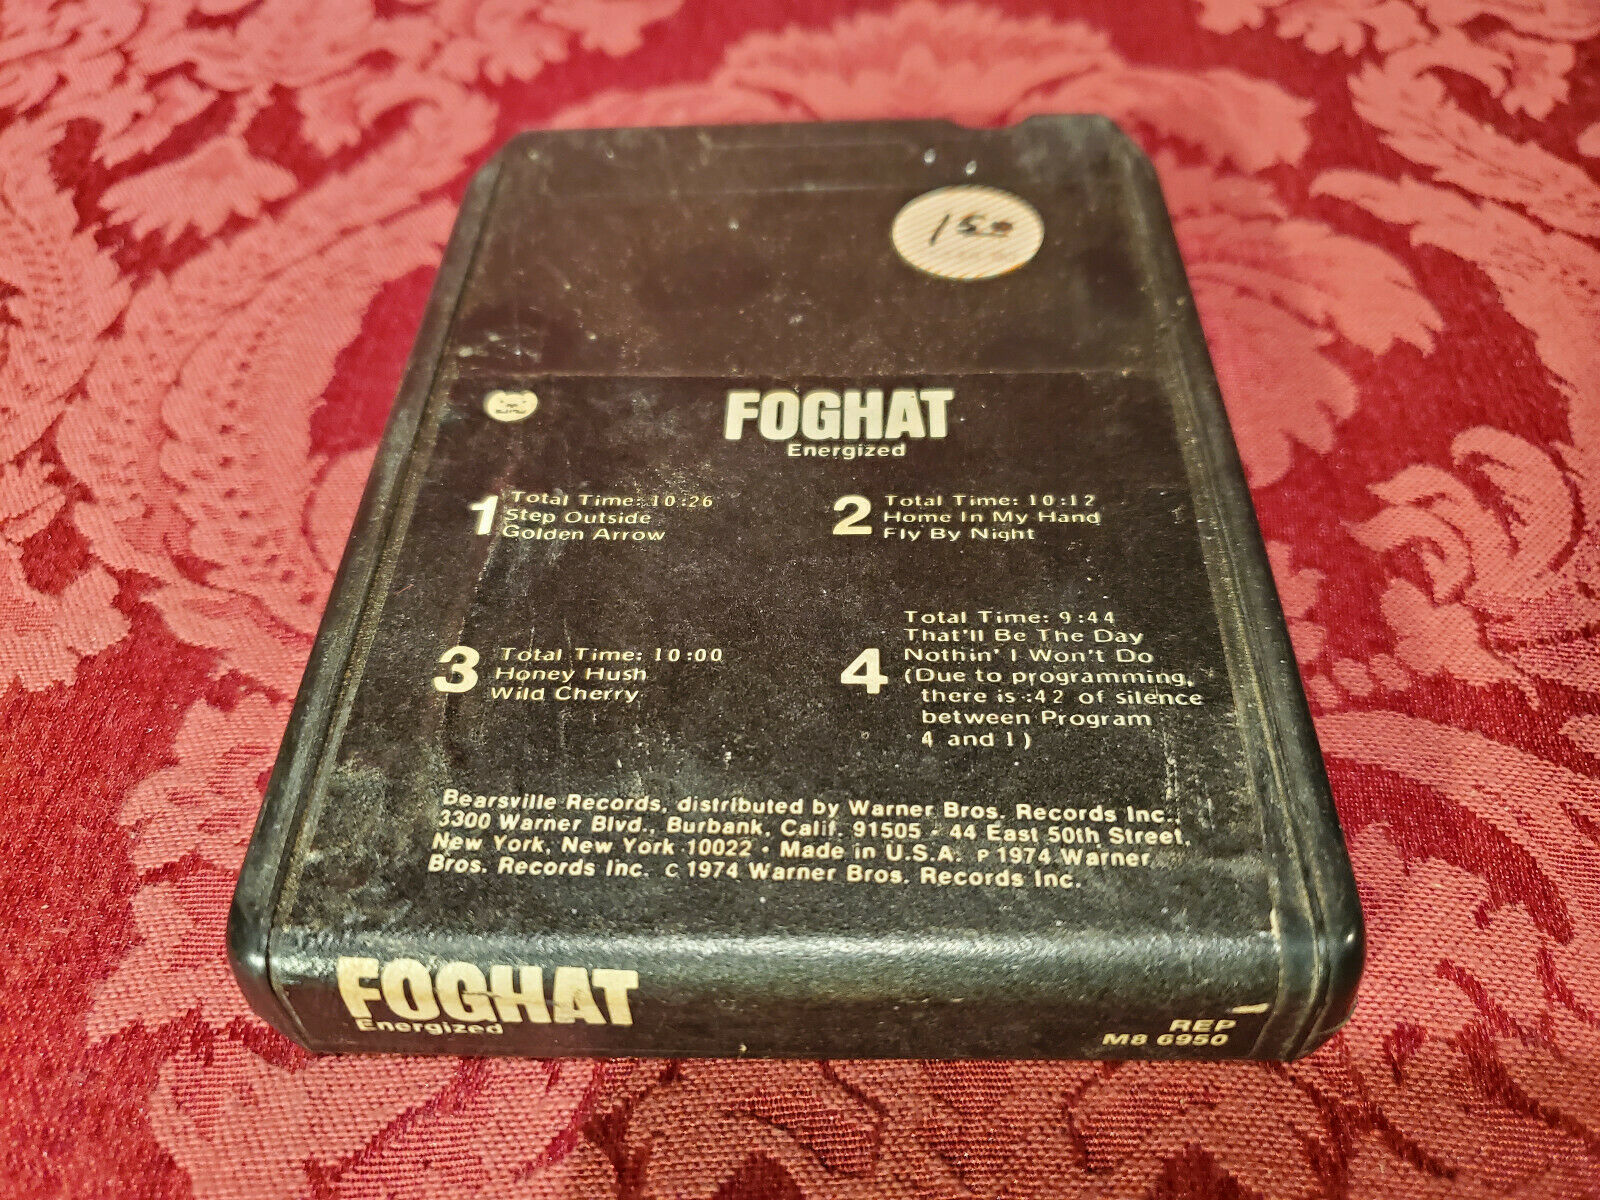 1 50
FOGHAT
Energized
1 Total Time: 10:26
Step Outside
Golden Arrow
2 Total Time: 10:12
Home In My Hand
Fly By Night
3 Total Time: 10:00
Honey Hush
Wild Cherry
4 Total Time: 9:44
That'll Be The Day
Nothin' I Won't Do
(Due to programming,
there is :42 of silence
between Program
4 and 1)
Bearsville Records, distributed by Warner Bros. Records Inc.,
3300 Warner Blvd., Burbank, Calif. 91505 • 44 East 50th Street,
New York, New York 10022 • Made in U.S.A. P 1974 Warner
Bros. Records Inc. C 1974 Warner Bros. Records Inc.
FOGHAT
Energized
REP
M8 6950